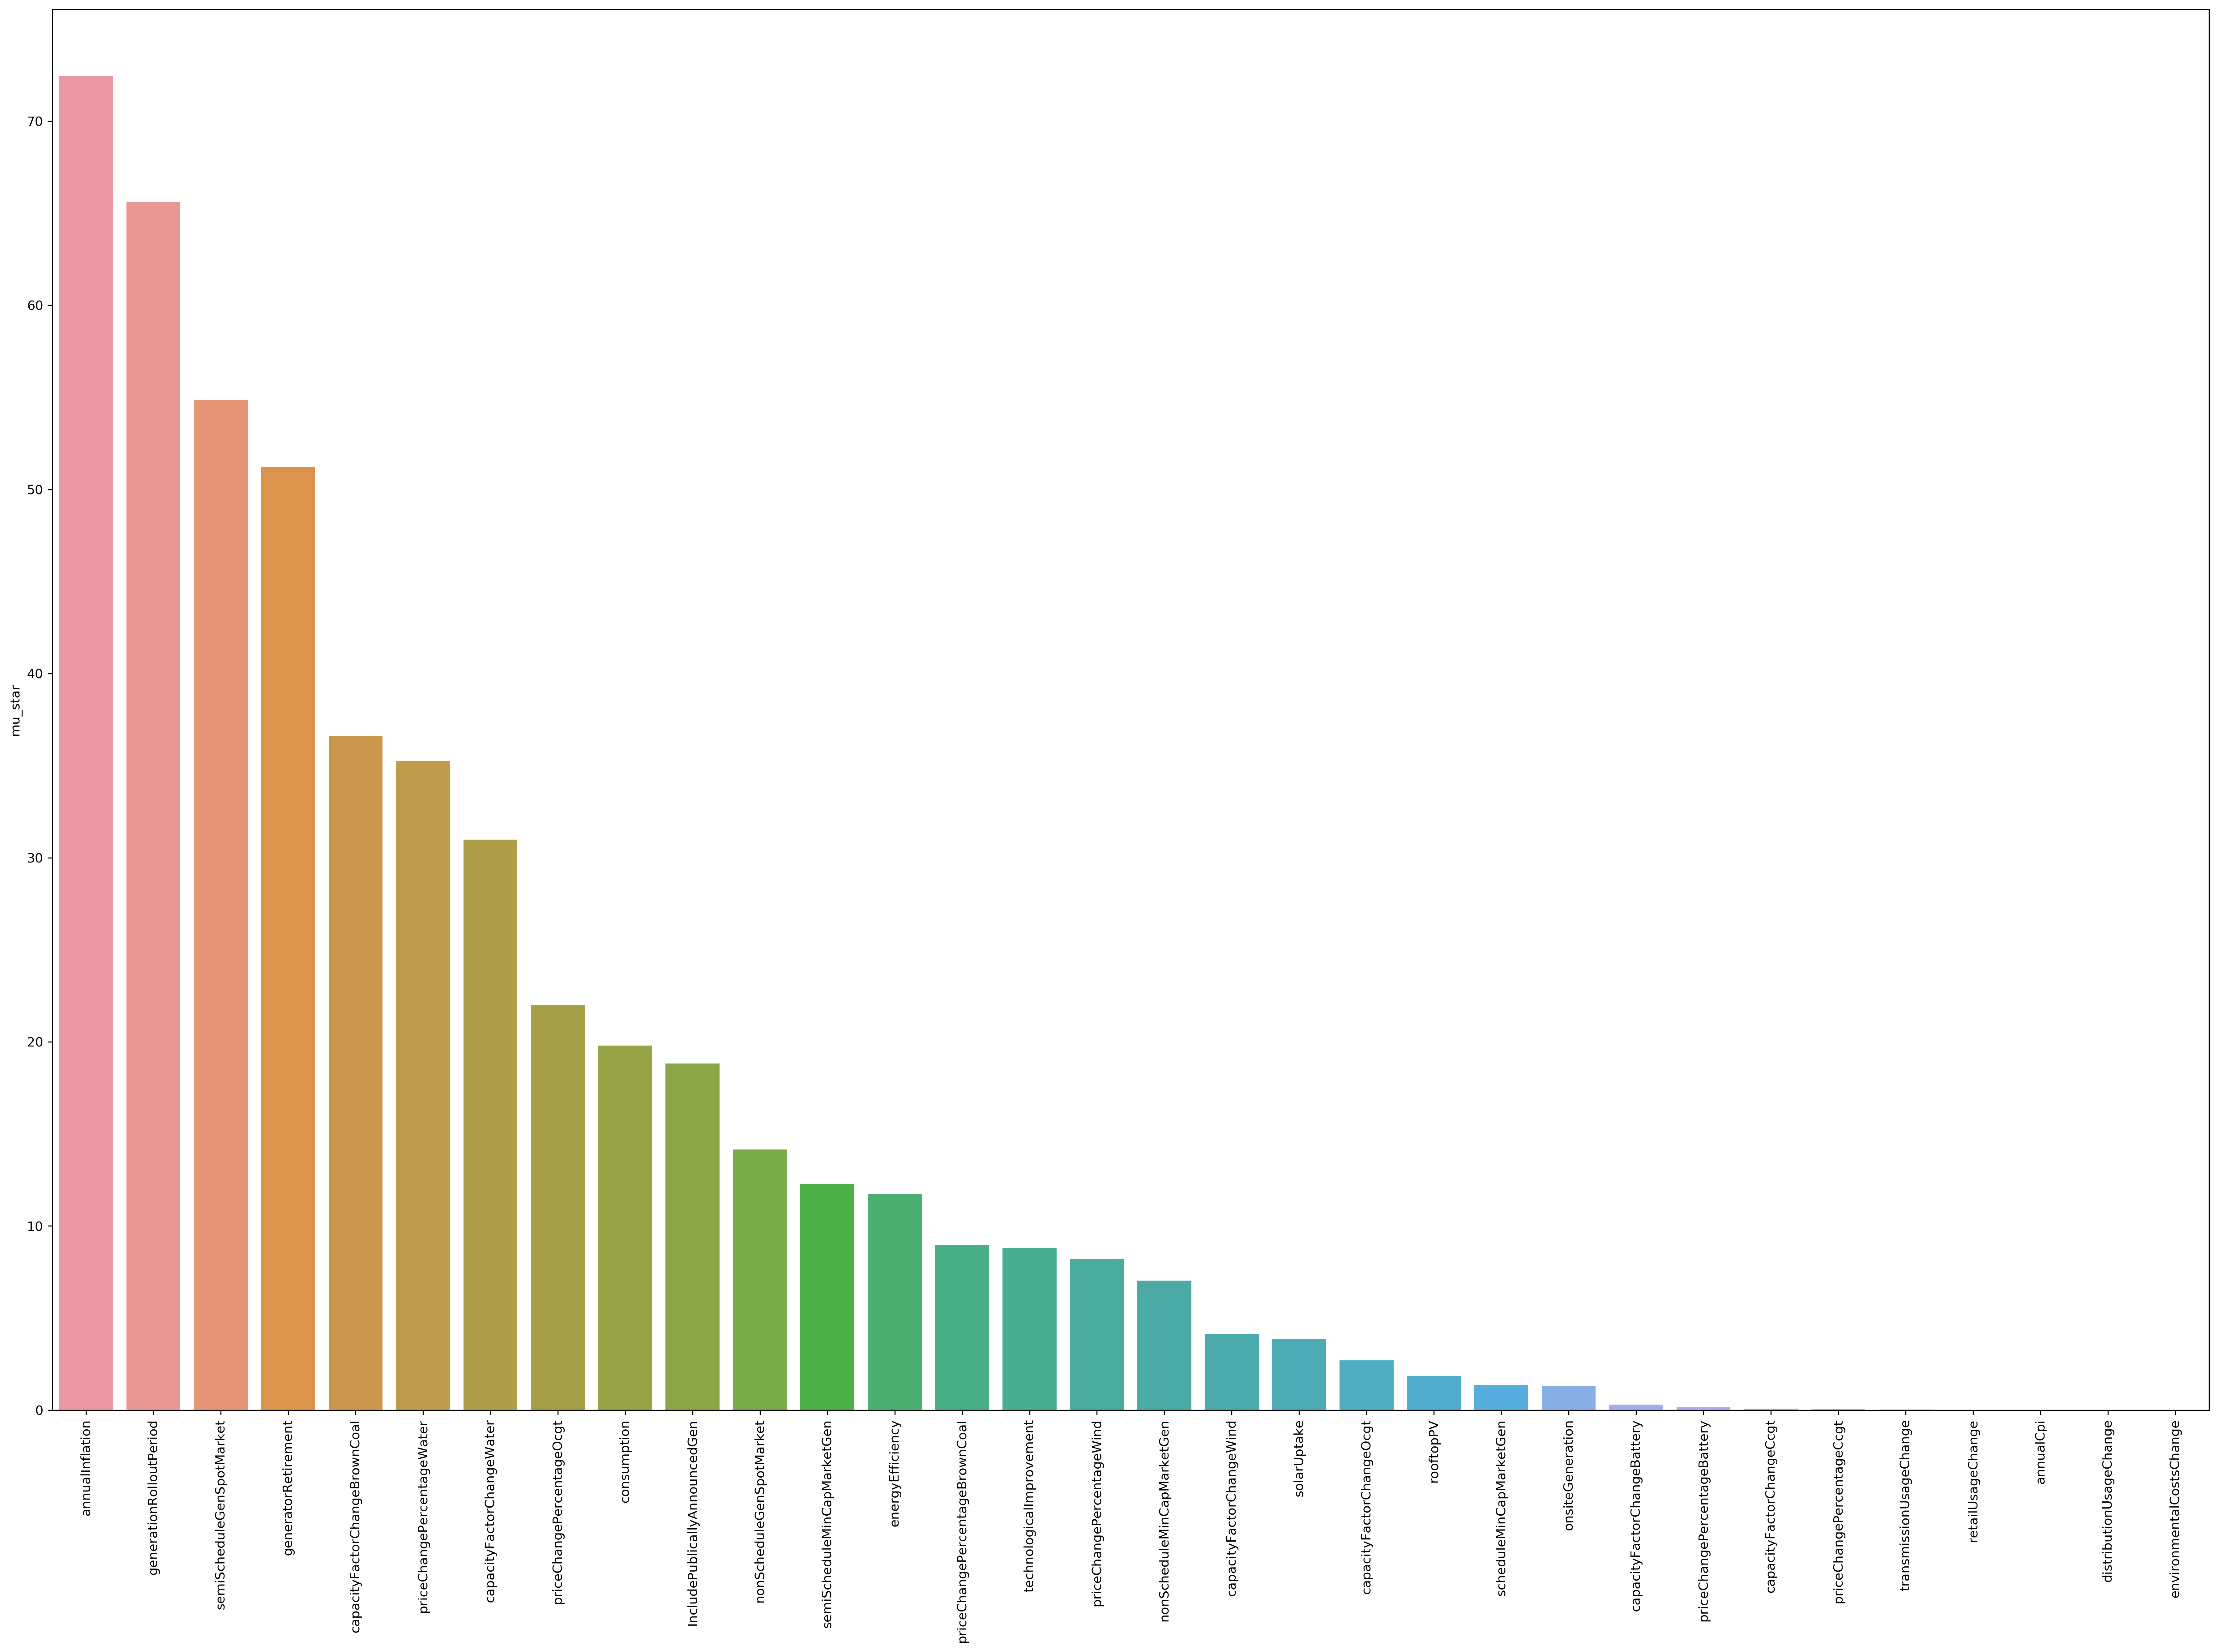 mu_star
70
60
50
40
30
20
10
0
annualInflation
generationRolloutPeriod
semiScheduleGenSpotMarket
generatorRetirement
capacityFactorChangeBrownCoal
priceChangePercentageWater
capacityFactorChangeWater
priceChangePercentageOcgt
consumption
IncludePublicallyAnnouncedGen
nonScheduleGenSpotMarket
semiScheduleMinCapMarketGen
energyEfficiency
priceChangePercentageBrownCoal
technologicalImprovement
priceChangePercentageWind
nonScheduleMinCapMarketGen
capacityFactorChangeWind
solarUptake
capacityFactorChangeOcgt
rooftopPV
scheduleMinCapMarketGen
onsiteGeneration
capacityFactorChangeBattery
priceChangePercentageBattery
capacityFactorChangeCcgt
priceChangePercentageCcgt
transmissionUsageChange
retailUsageChange
annualCpi
distributionUsageChange
environmentalCostsChange